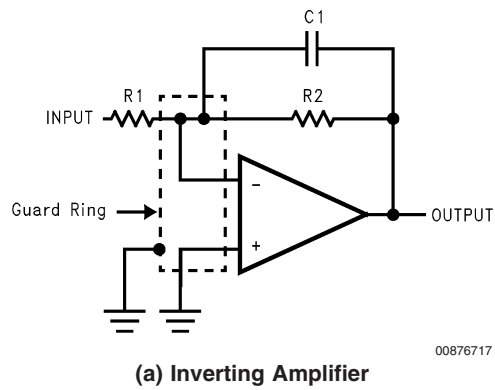 C1
R1
R2
INPUT
−
Guard Ring
+
OUTPUT
00876717
(a) Inverting Amplifier